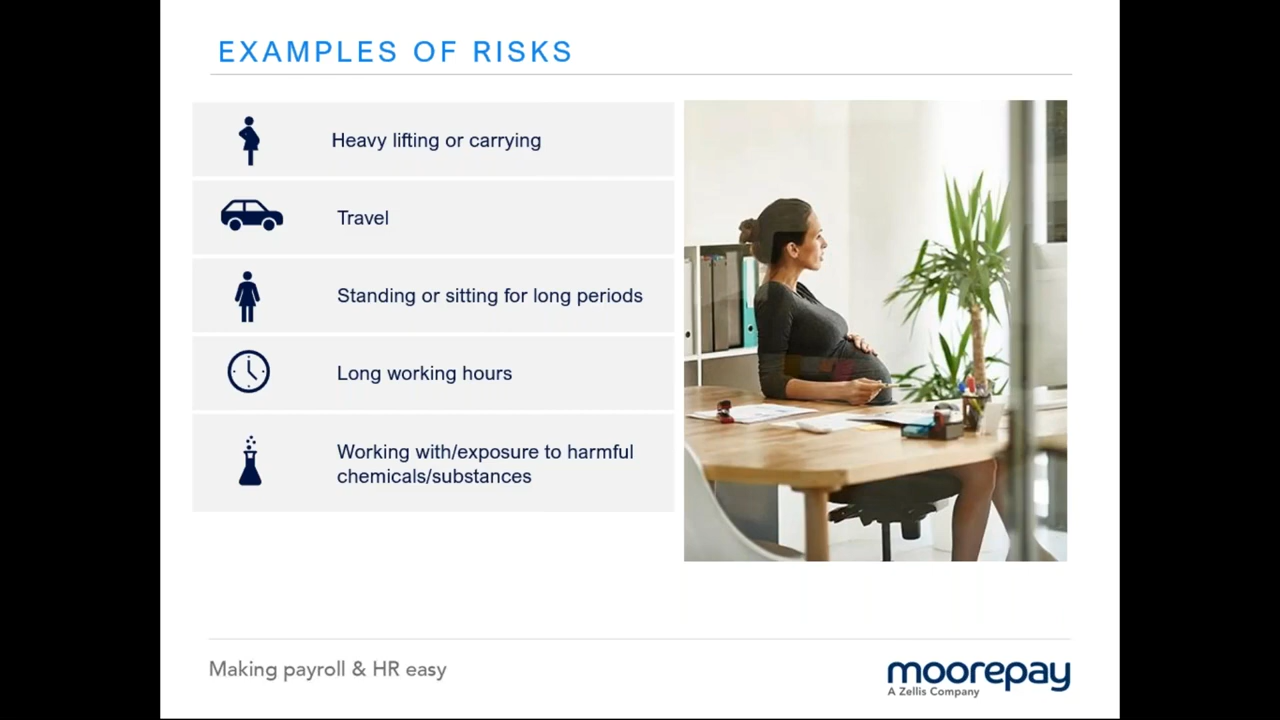 EXAMPLES OF RISKS
Heavy lifting or carrying
Travel
Standing or sitting for long periods
Long working hours
Working with/exposure to harmful
chemicals/substances
Making payroll & HR easy
moorepay
A Zellis Company